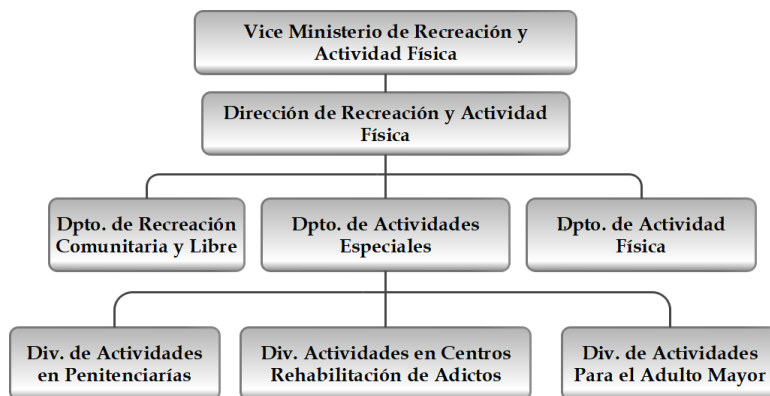 Vice Ministerio de Recreación y
Actividad Física
Dirección de Recreación y Actividad
Física
Dpto. de Recreación
Comunitaria y Libre
Dpto. de Actividades
Especiales
Dpto. de Actividad
Física
Div. de Actividades
en Penitenciarías
Div. Actividades en Centros
Rehabilitación de Adictos
Div. de Actividades
Para el Adulto Mayor